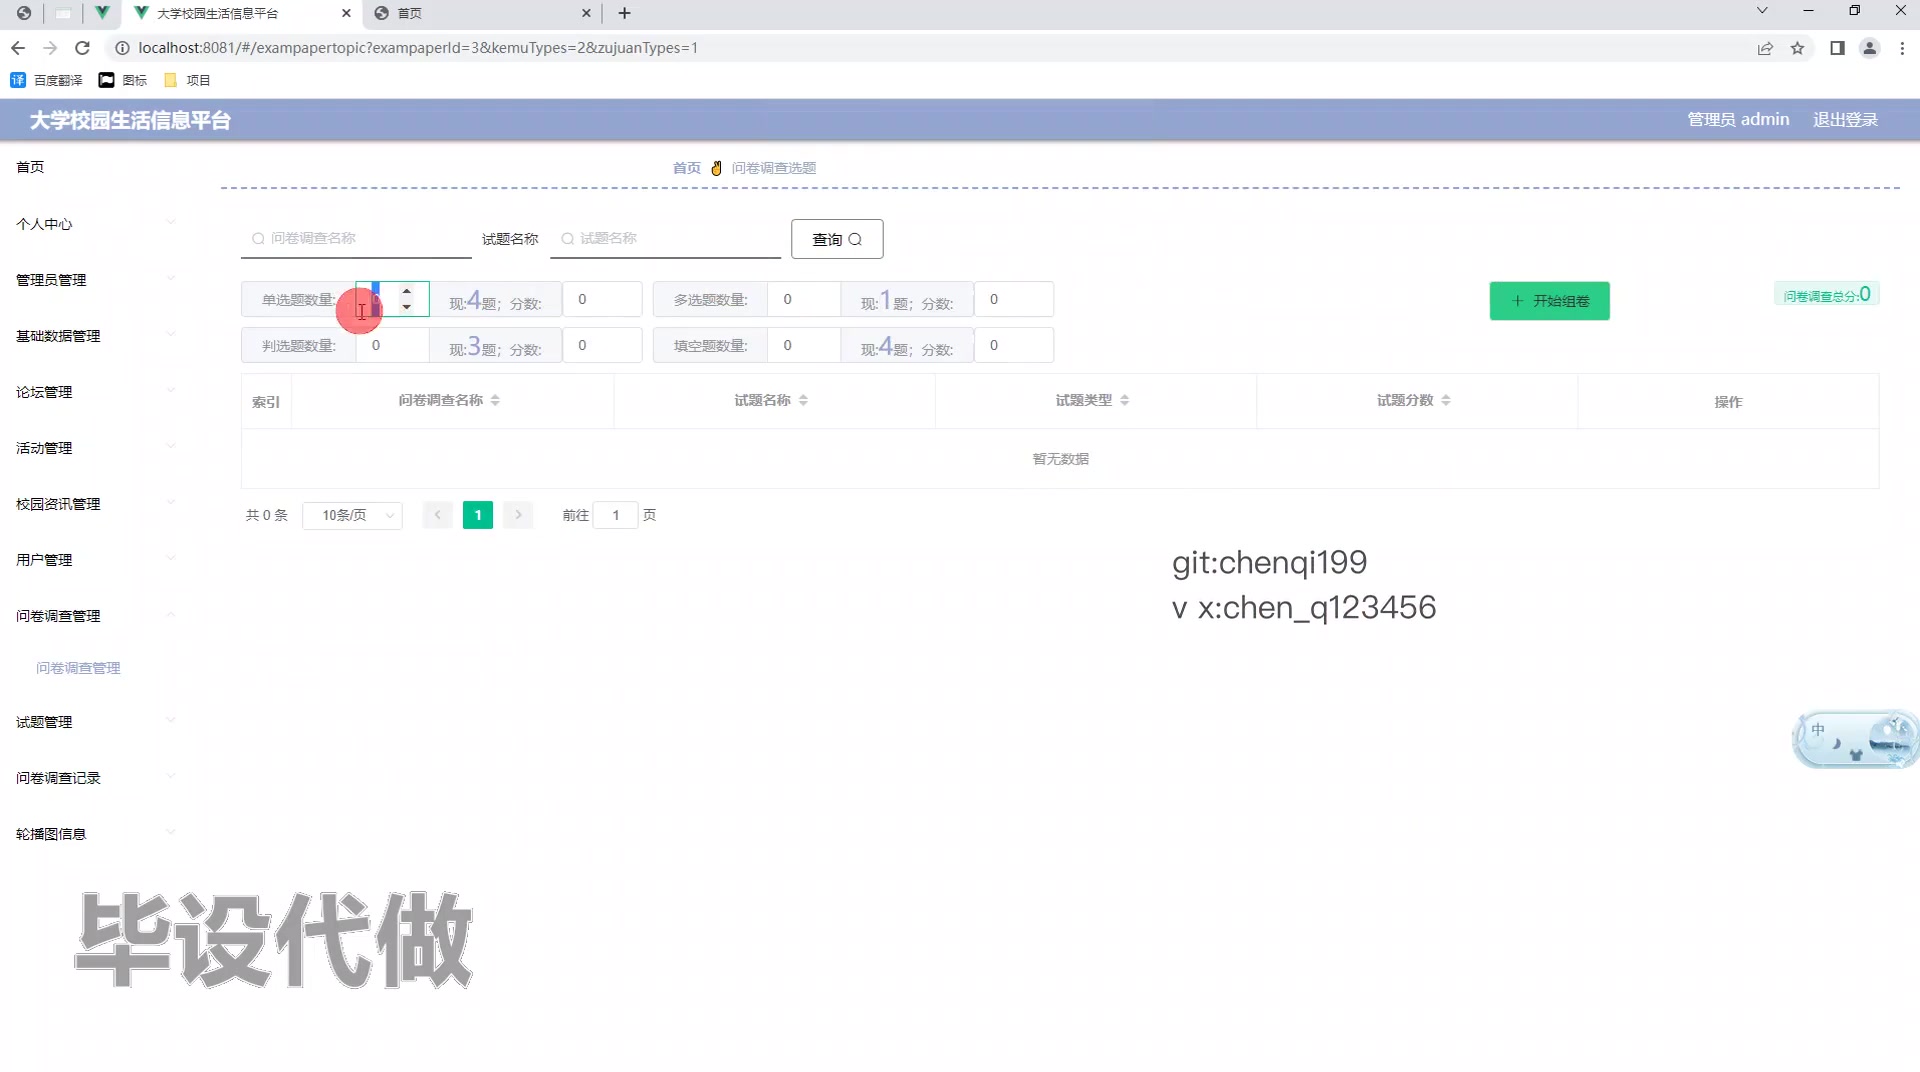 大学校园生活信息平台
首页
localhost:8081/#/exampapertopic?exampaperId=3&kemuTypes=2&zujuanTypes=1
译 百度翻译 图标 项目
大学校园生活信息平台
管理员 admin 退出登录
首页
首页 问卷调查选题
个人中心
问卷调查名称 试题名称 试题名称 查询
管理员管理
单选题数量: 0 现:4题；分数: 0 多选题数量: 0 现:1题；分数: 0
开始组卷 问卷调查总分:0
基础数据管理
判选题数量: 0 现:3题；分数: 0 填空题数量: 0 现:4题；分数: 0
论坛管理
索引 问卷调查名称 试题名称 试题类型 试题分数 操作
活动管理
暂无数据
校园资讯管理
共 0 条 10条/页 1 前往 1 页
用户管理
git:chenqi199
问卷调查管理
v x:chen_q123456
问卷调查管理
试题管理
中
问卷调查记录
轮播图信息
毕设代做